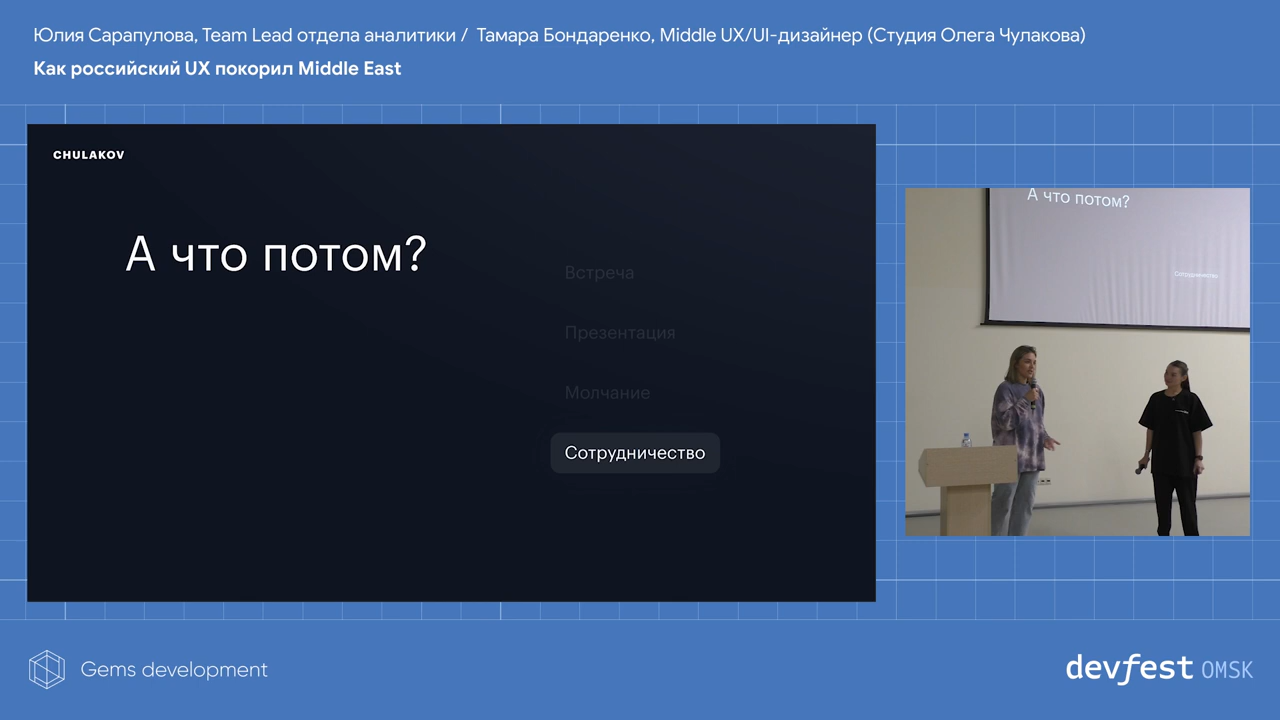 Юлия Сарапулова, Team Lead отдела аналитики / Тамара Бондаренко, Middle UX/UI-дизайнер (Студия Олега Чулакова)
Как российский UX покорил Middle East
CHULAKOV
А что потом?
Встреча
Презентация
Молчание
Сотрудничество
А что потом?
Сотрудничество
Gems development
devfest OMSK